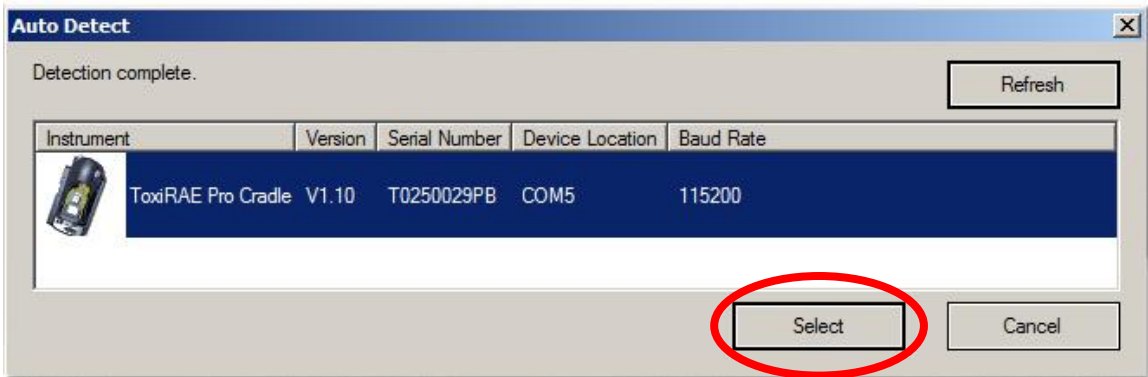 Auto Detect
Detection complete.
Refresh
Instrument Version Serial Number Device Location Baud Rate
ToxiRAE Pro Cradle V1.10 T0250029PB COM5 115200
Select Cancel